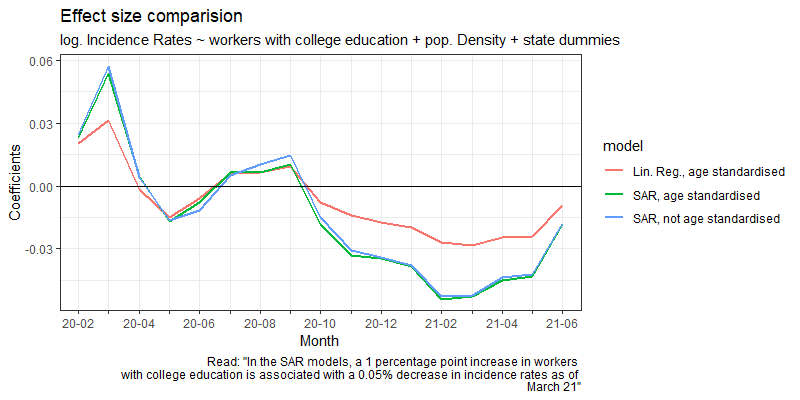 Effect size comparision
log. Incidence Rates ~ workers with college education + pop. Density + state dummies
0.06
0.03
0.00
-0.03
Coefficients
20-02 20-04 20-06 20-08 20-10 20-12 21-02 21-04 21-06
Month
model
Lin. Reg., age standardised
SAR, age standardised
SAR, not age standardised
Read: "In the SAR models, a 1 percentage point increase in workers
with college education is associated with a 0.05% decrease in incidence rates as of
March 21"